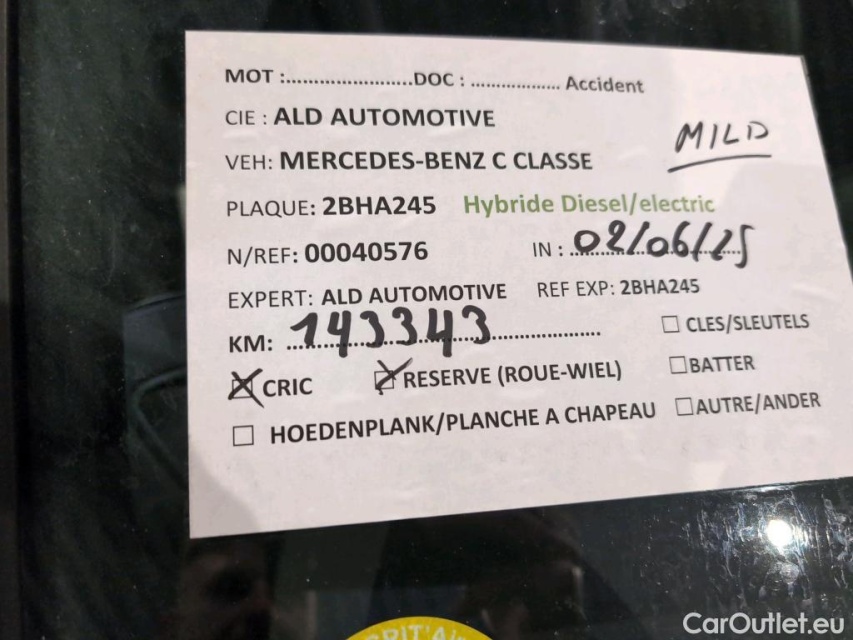 MOT :......................DOC : ................. Accident
CIE : ALD AUTOMOTIVE
MILD
VEH: MERCEDES-BENZ C CLASSE
PLAQUE: 2BHA245 Hybride Diesel/electric
N/REF: 00040576 IN : 02/06/25
EXPERT: ALD AUTOMOTIVE REF EXP: 2BHA245
KM: 143343 ☐ CLES/SLEUTELS
☒ CRIC ☒ RESERVE (ROUE-WIEL) ☐ BATTER
☐ HOEDENPLANK/PLANCHE A CHAPEAU ☐ AUTRE/ANDER
CarOutlet.eu